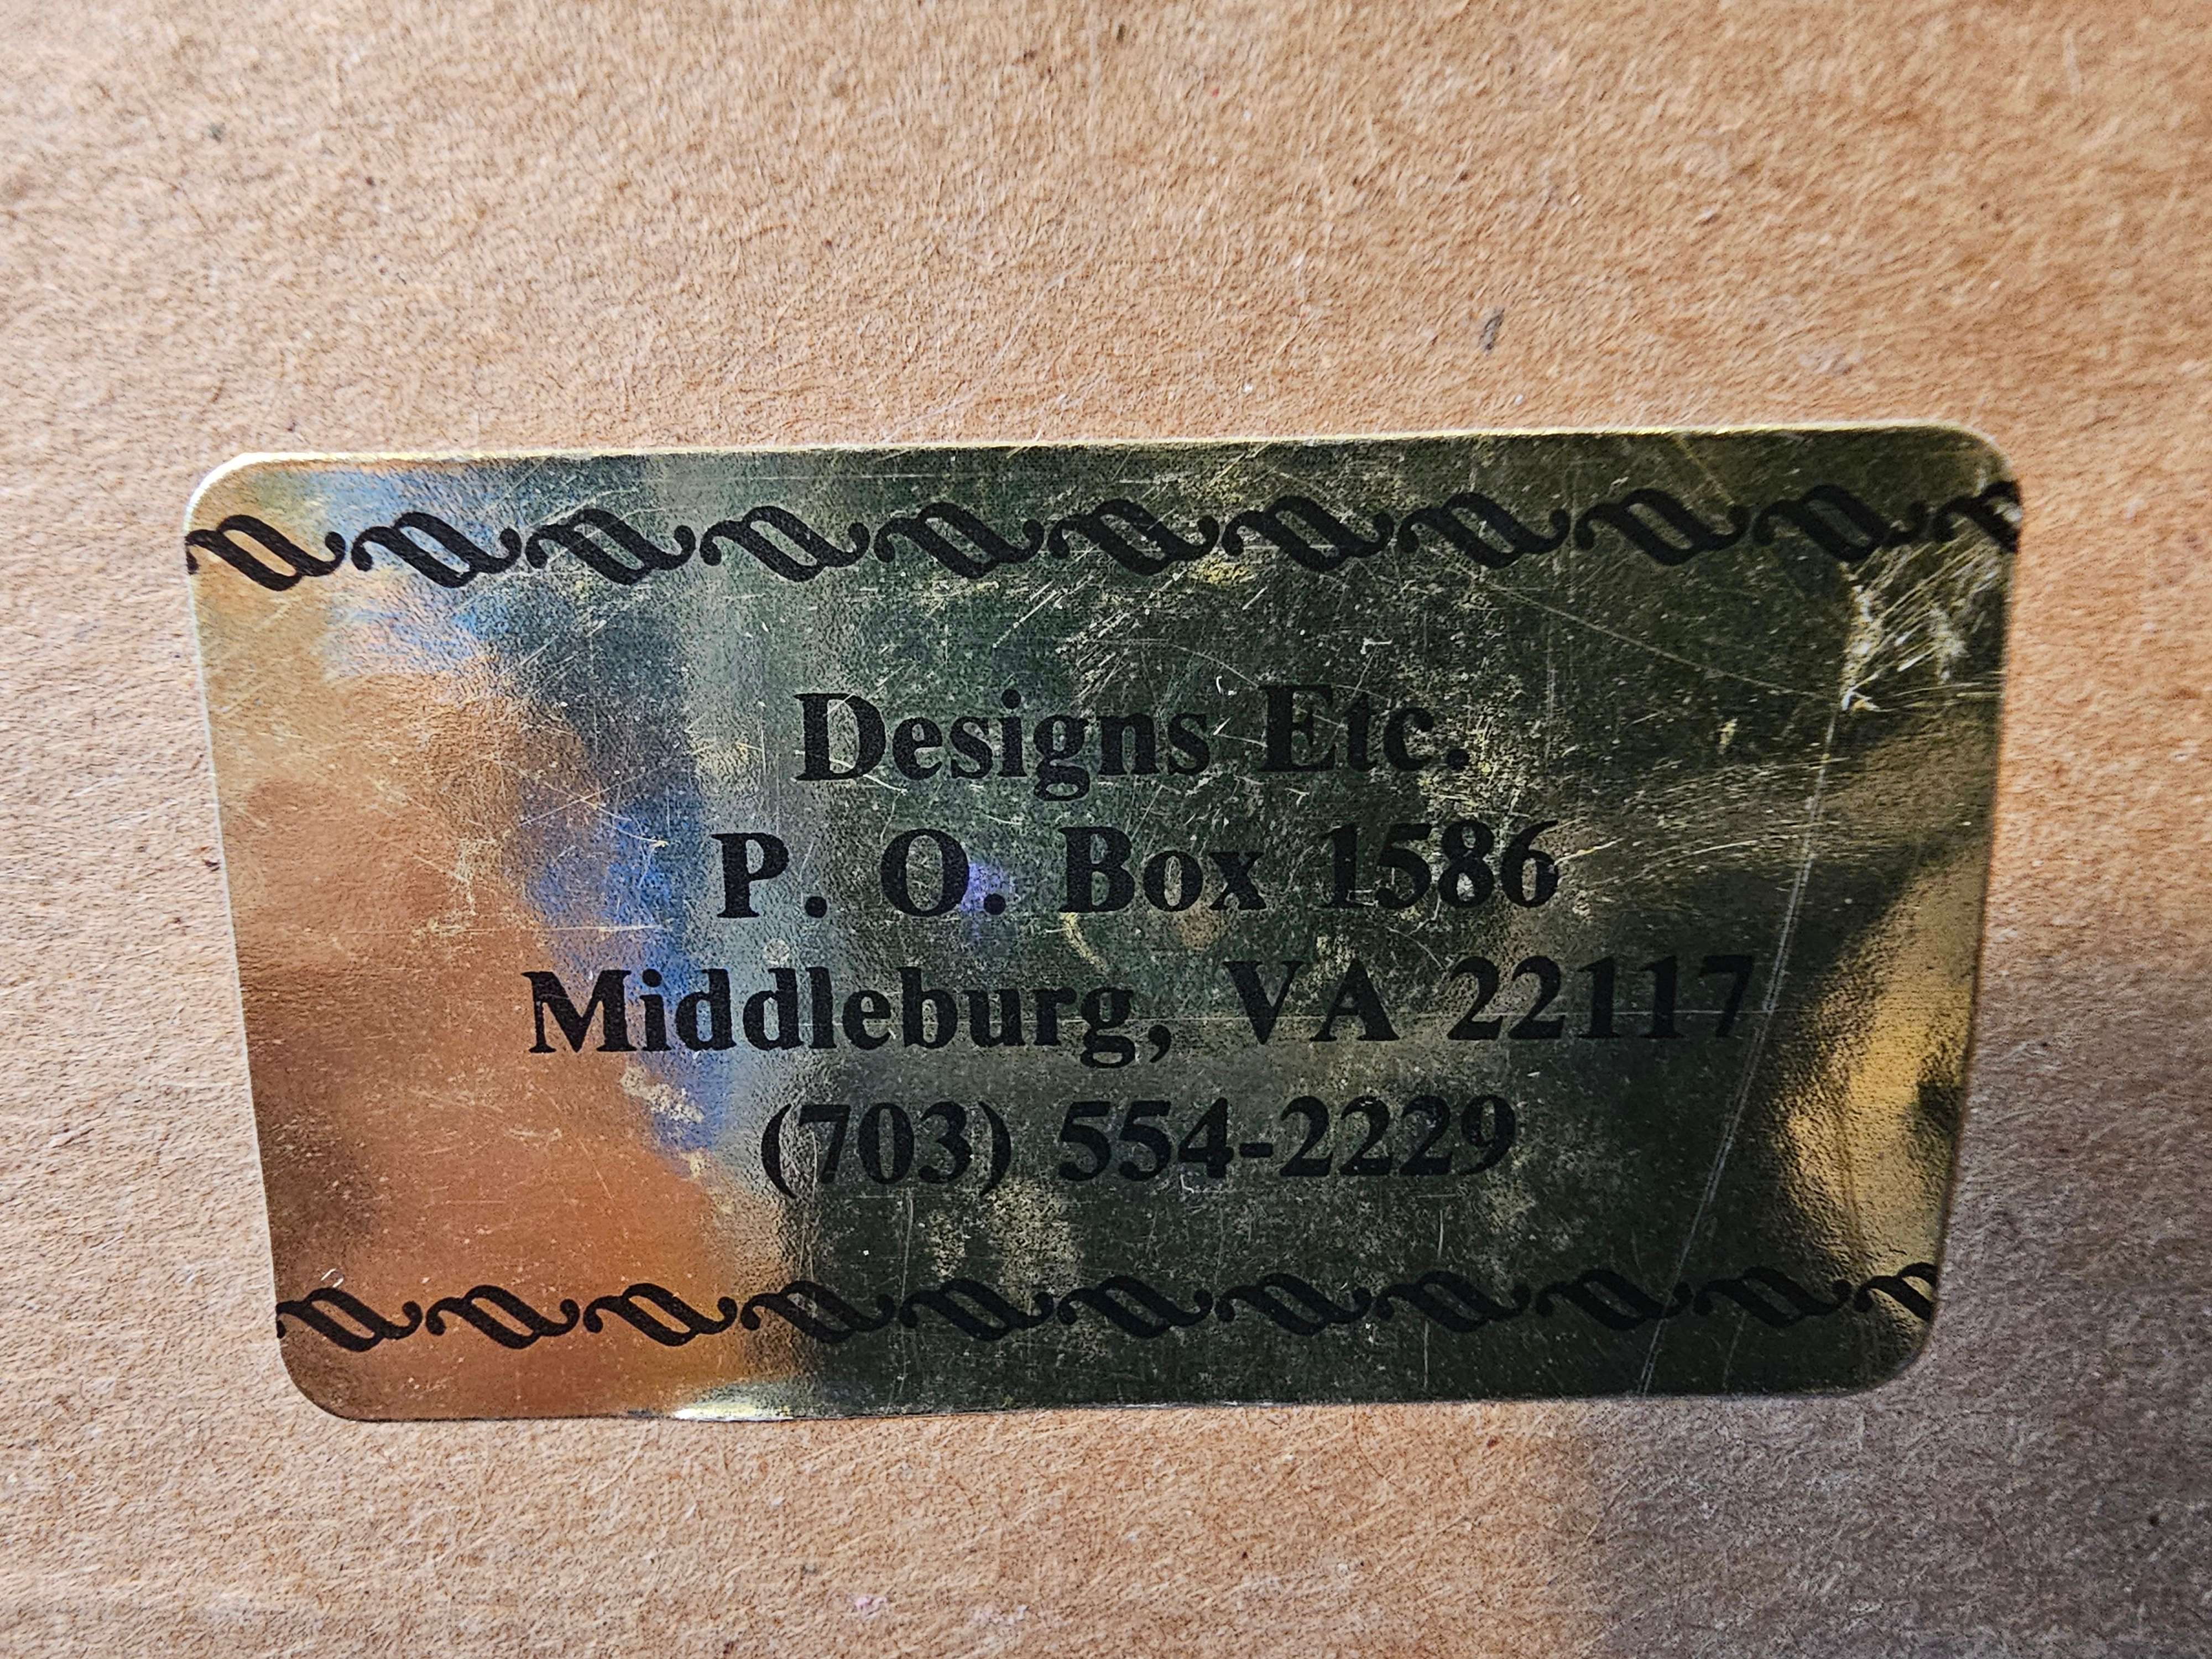 Designs Etc.
P. O. Box 1586
Middleburg, VA 22117
(703) 554-2229